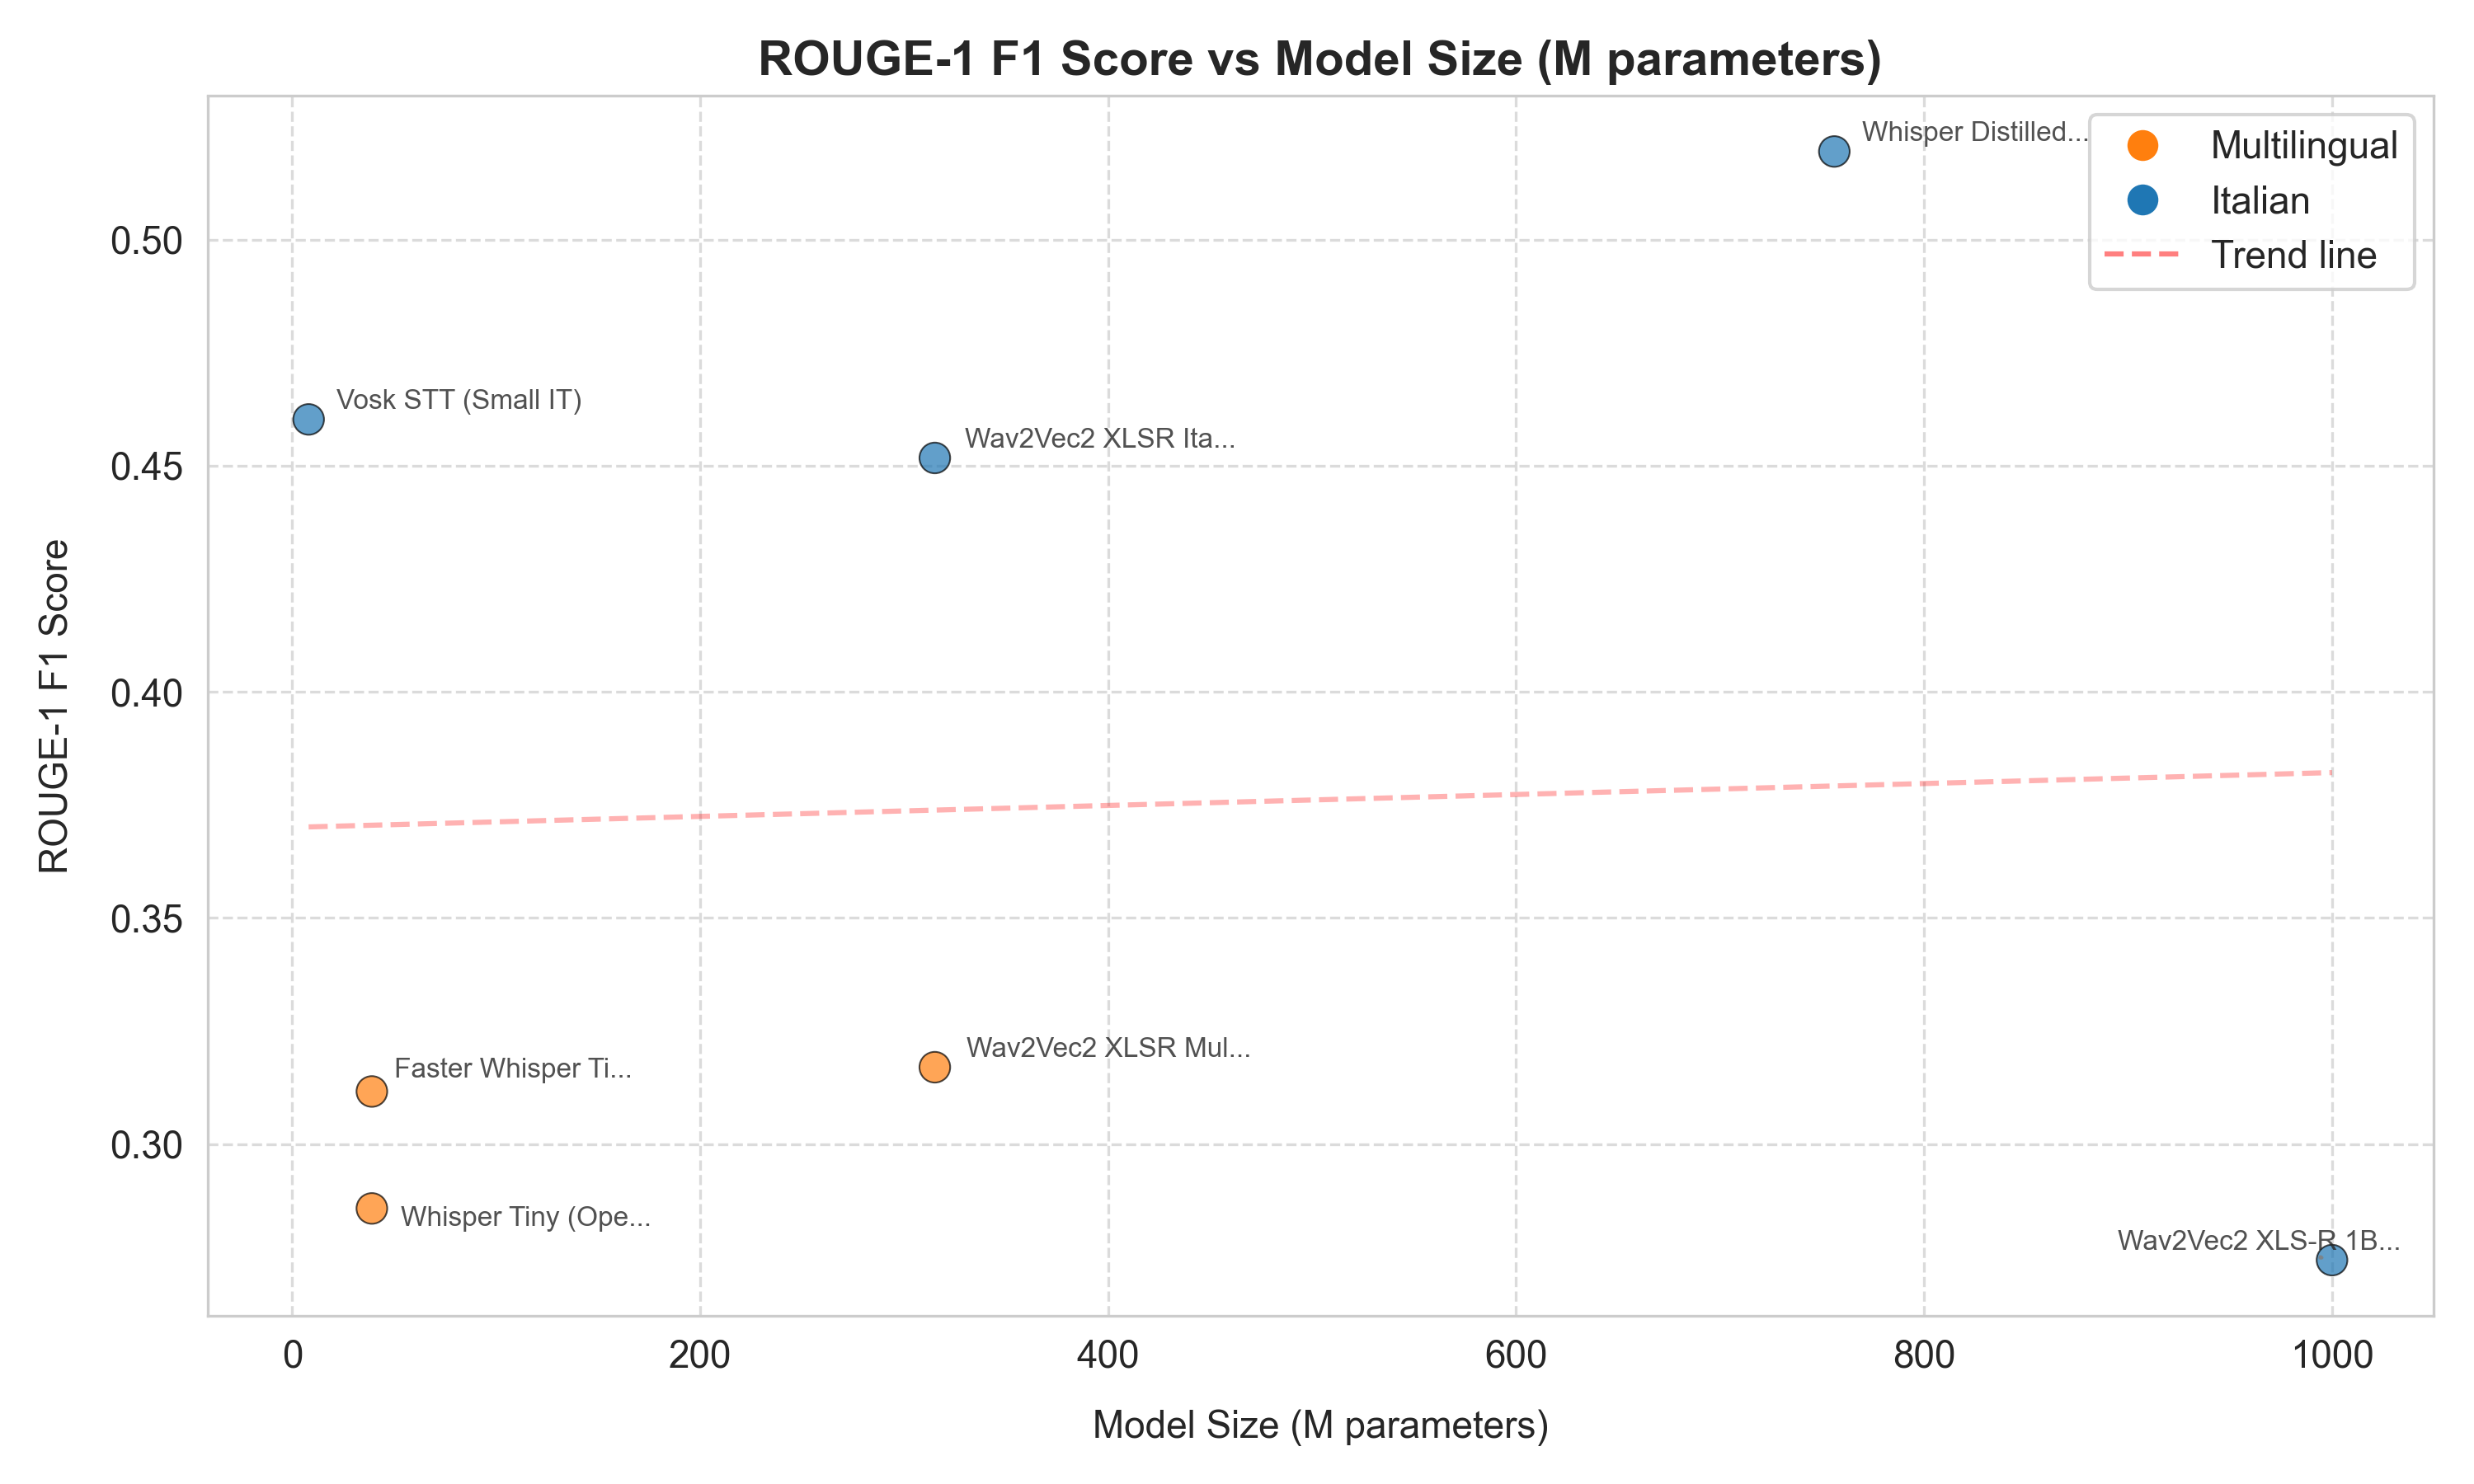 ROUGE-1 F1 Score vs Model Size (M parameters)
Whisper Distilled...
Multilingual
Italian
Trend line
0.50
Vosk STT (Small IT)
Wav2Vec2 XLSR Ita...
0.45
0.40
ROUGE-1 F1 Score
0.35
Wav2Vec2 XLSR Mul...
Faster Whisper Ti...
0.30
Whisper Tiny (Ope...
Wav2Vec2 XLS-R 1B...
0 200 400 600 800 1000
Model Size (M parameters)